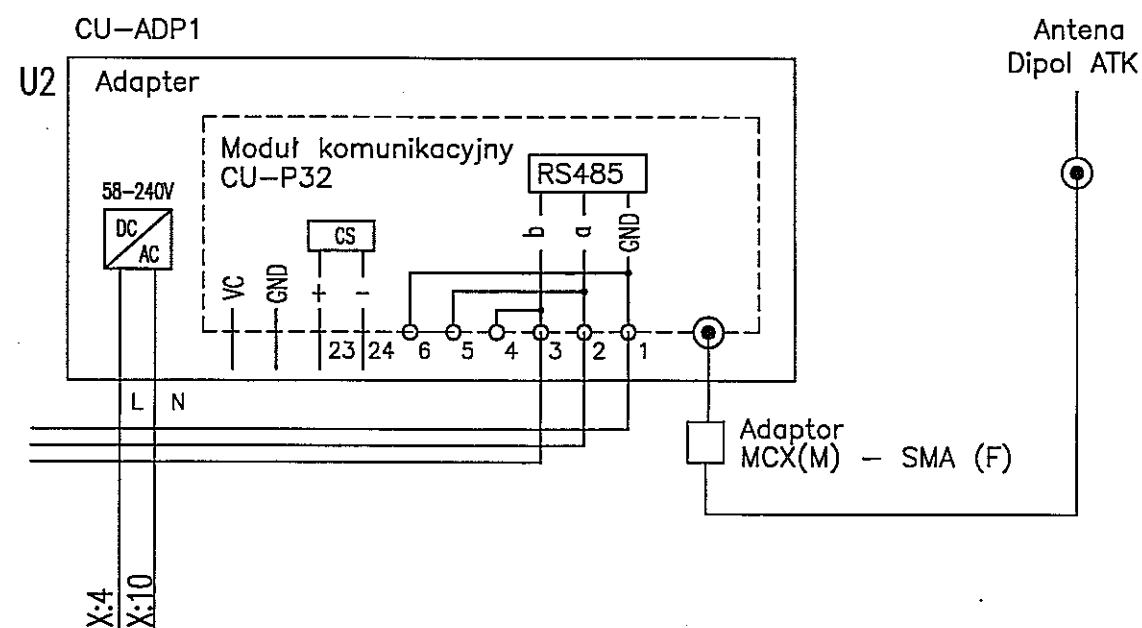 CU-ADP1
Antena
Dipol ATK
U2
Adapter
Moduł komunikacyjny
CU-P32
RS485
58-240V
DC
AC
CS
b
a
GND
VC
GND
+
-
23
24
6
5
4
3
2
1
L
N
Adaptor
MCX(M) - SMA (F)
X:4
X:10